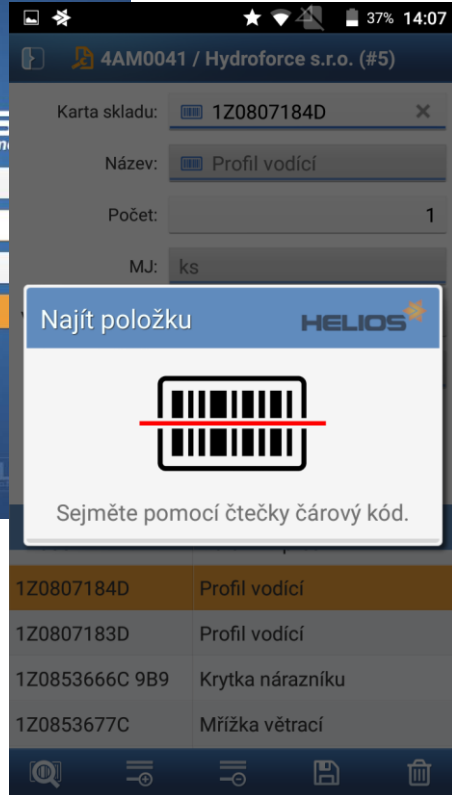 37% 14:07
4AM0041 / Hydroforce s.r.o. (#5)
Karta skladu: 1Z0807184D
Název: Profil vodící
Počet: 1
MJ: ks
Najít položku HELIOS
Sejměte pomocí čtečky čárový kód.
1Z0807184D Profil vodící
1Z0807183D Profil vodící
1Z0853666C 9B9 Krytka nárazníku
1Z0853677C Mřížka větrací